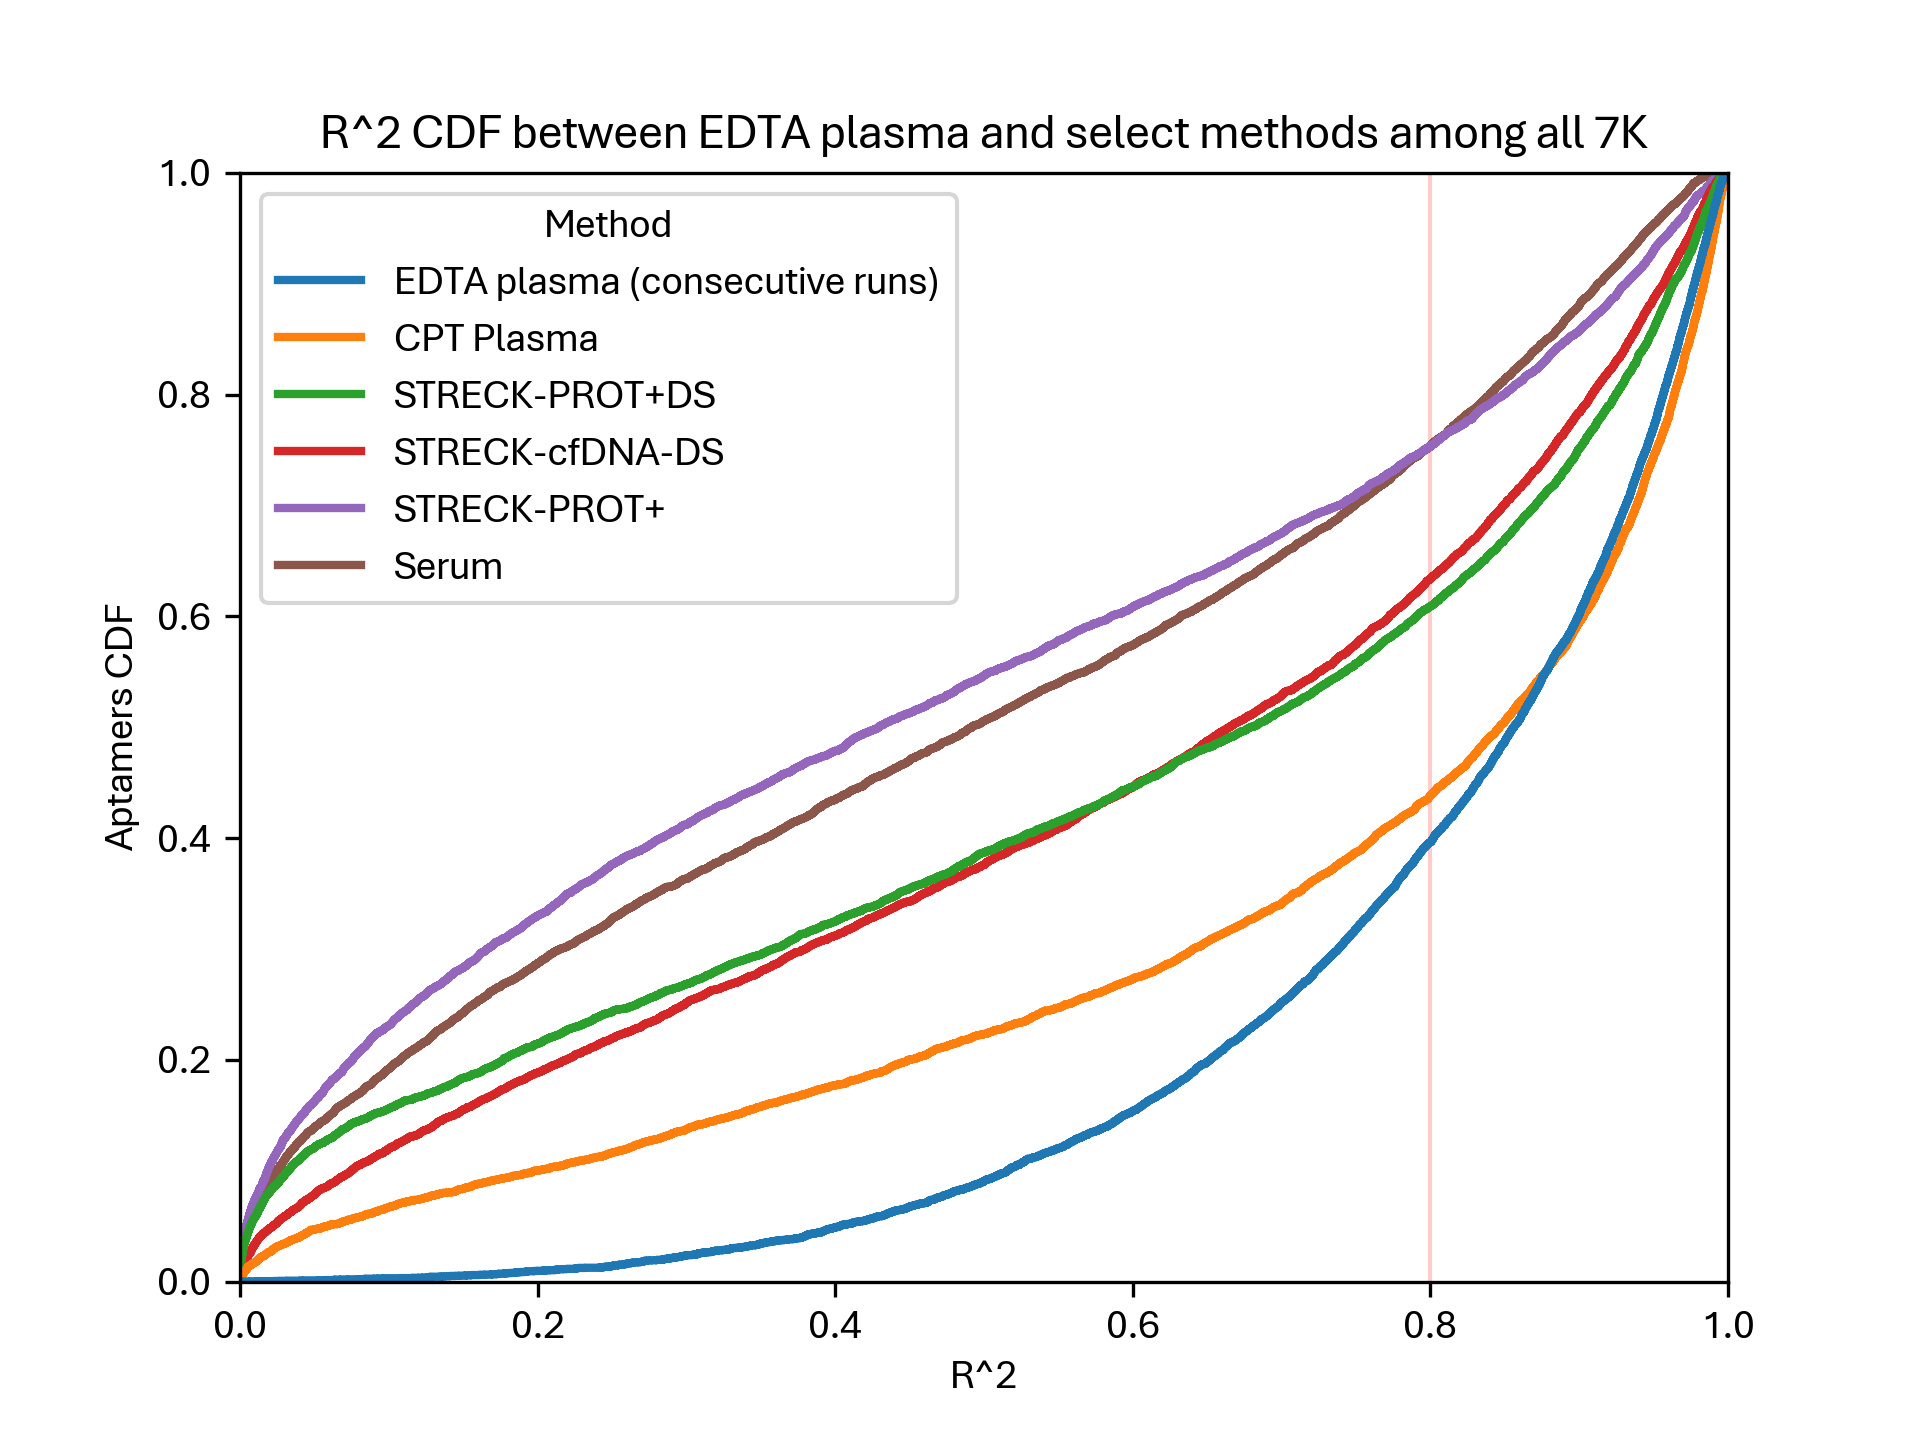 R^2 CDF between EDTA plasma and select methods among all 7K
1.0
0.8
0.6
0.4
0.2
0.0
Aptamers CDF
Method
EDTA plasma (consecutive runs)
CPT Plasma
STRECK-PROT+DS
STRECK-cfDNA-DS
STRECK-PROT+
Serum
0.0 0.2 0.4 0.6 0.8 1.0
R^2